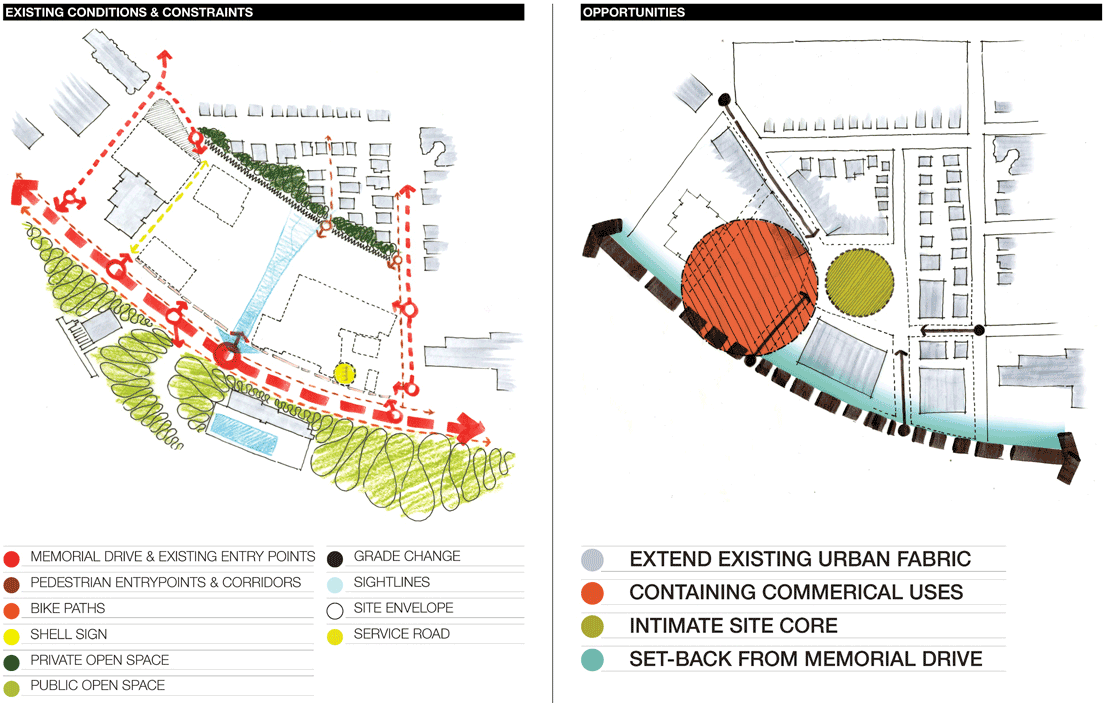 EXISTING CONDITIONS & CONSTRAINTS
MEMORIAL DRIVE & EXISTING ENTRY POINTS
PEDESTRIAN ENTRYPOINTS & CORRIDORS
BIKE PATHS
SHELL SIGN
PRIVATE OPEN SPACE
PUBLIC OPEN SPACE
GRADE CHANGE
SIGHTLINES
SITE ENVELOPE
SERVICE ROAD
OPPORTUNITIES
EXTEND EXISTING URBAN FABRIC
CONTAINING COMMERICAL USES
INTIMATE SITE CORE
SET-BACK FROM MEMORIAL DRIVE